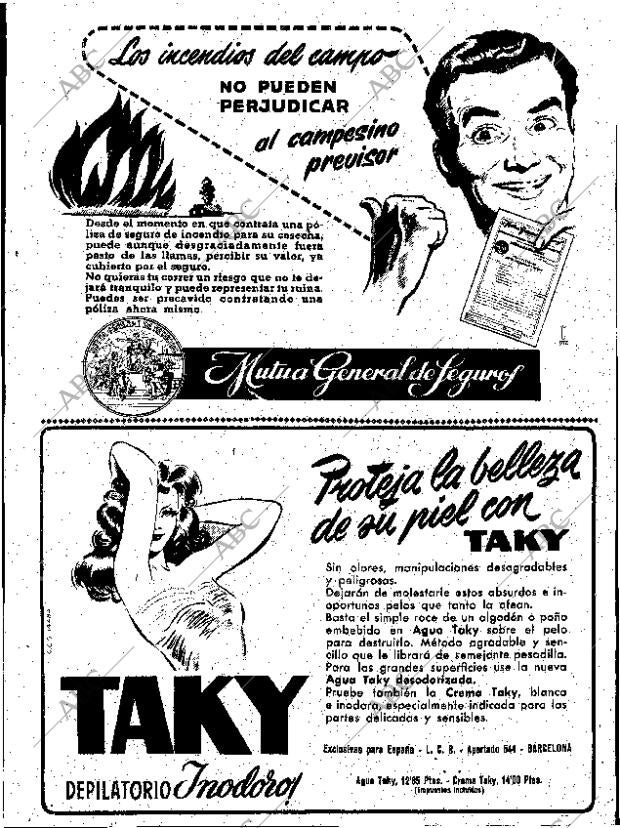 Los incendios del campo
NO PUEDEN
PERJUDICAR
al campesino
previsor
Desde el momento en que contrata una pó-
liza de seguro de incendio para su cosecha,
puede aunque desgraciadamente fuera
pasto de las llamas, percibir su valor, ya
cubierto por el seguro.
No quieras tu correr un riesgo que no te de-
jará tranquilo y puede representar tu ruina.
Puedes ser precavido contratando una
póliza ahora mismo.
Mutua General de Seguros
Proteja la belleza
de su piel con
TAKY
Sin olores, manipulaciones desagradables
y peligrosas.
Dejarán de molestarle estos absurdos e in-
oportunos pelos que tanto la afean.
Basta el simple roce de un algodón o paño
embebido en Agua Taky sobre el pelo
para destruirlo. Método agradable y sen-
cillo que le librará de semejante pesadilla.
Para las grandes superficies use la nueva
Agua Taky desodorizada.
Pruebe también la Crema Taky, blanca
e inodora, especialmente indicada para las
partes delicadas y sensibles.
TAKY
DEPILATORIO Inodoro!
Exclusivas para España - L. C. R. - Apartado 544 - BARCELONA
Agua Taky, 12'85 Ptas. - Crema Taky, 14'00 Ptas.
(Impuestos incluidos)